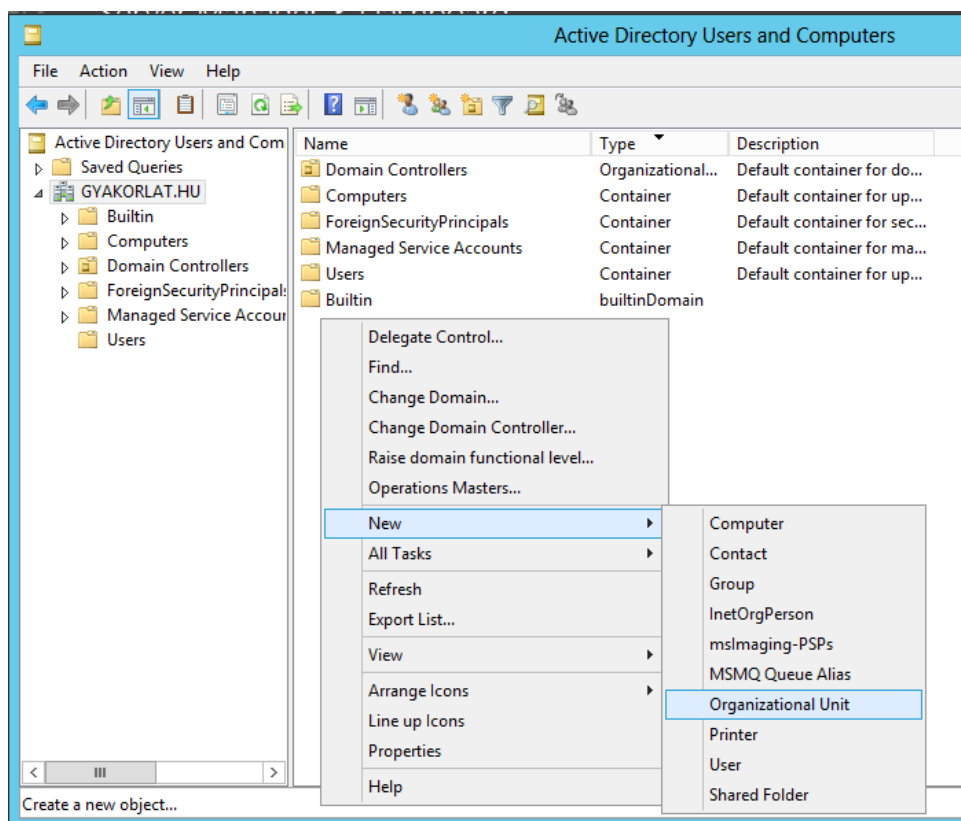 Active Directory Users and Computers
File Action View Help
Active Directory Users and Com
Saved Queries
GYAKORLAT.HU
Builtin
Computers
Domain Controllers
ForeignSecurityPrincipal
Managed Service Accour
Users
Name Type Description
Domain Controllers Organizational... Default container for do...
Computers Container Default container for up...
ForeignSecurityPrincipals Container Default container for sec...
Managed Service Accounts Container Default container for ma...
Users Container Default container for up...
Builtin builtinDomain
Delegate Control...
Find...
Change Domain...
Change Domain Controller...
Raise domain functional level...
Operations Masters...
New
All Tasks
Refresh
Export List...
View
Arrange Icons
Line up Icons
Properties
Help
Computer
Contact
Group
InetOrgPerson
msImaging-PSPs
MSMQ Queue Alias
Organizational Unit
Printer
User
Shared Folder
Create a new object...